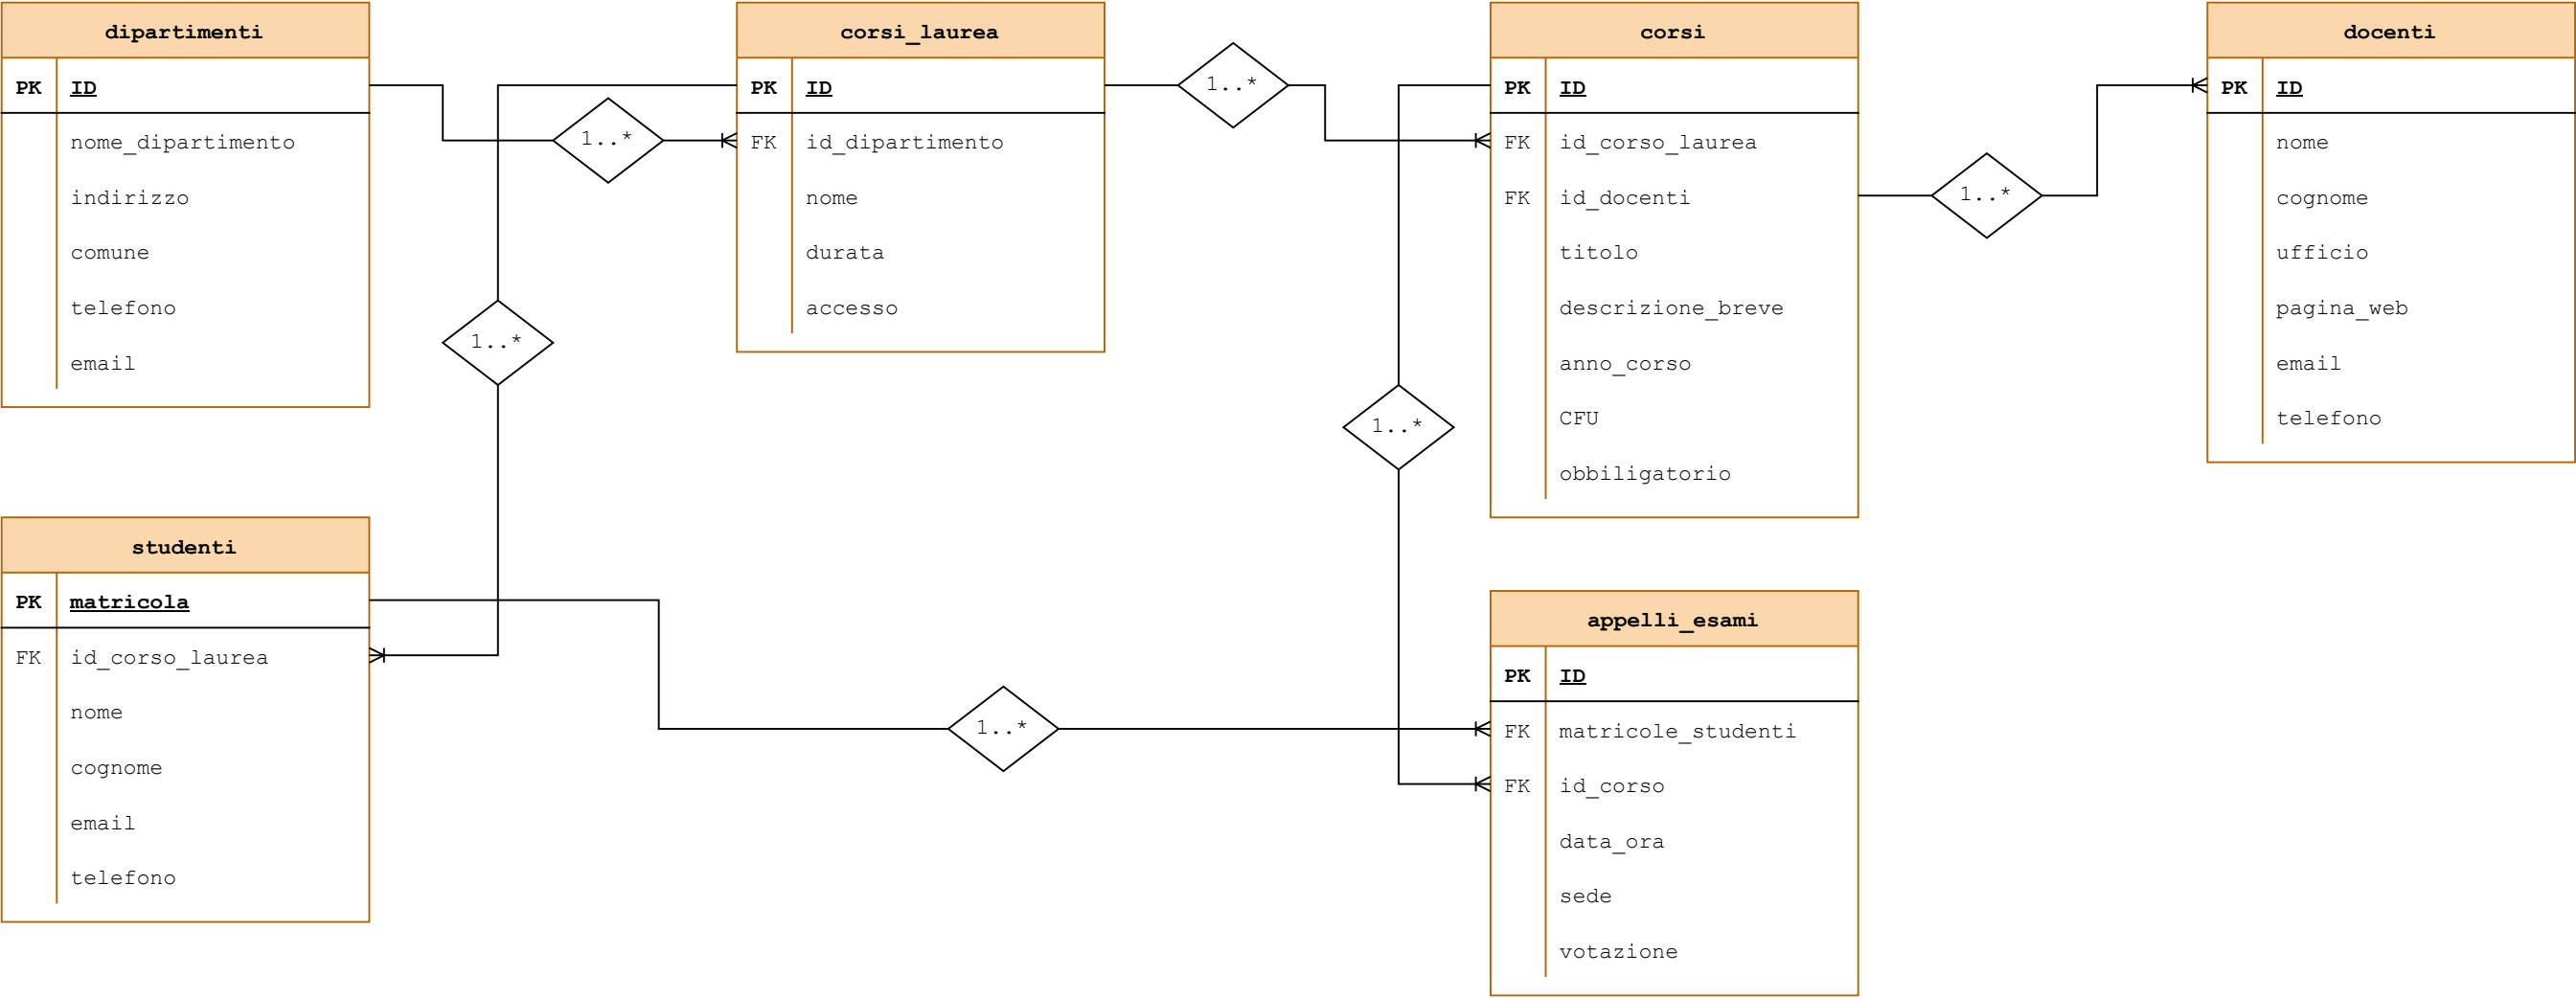 dipartimenti
PK ID
nome_dipartimento
indirizzo
comune
telefono
email
1..*
corsi_laurea
PK ID
FK id_dipartimento
nome
durata
accesso
1..*
corsi
PK ID
FK id_corso_laurea
FK id_docenti
titolo
descrizione_breve
anno_corso
CFU
obbiligatorio
1..*
docenti
PK ID
nome
cognome
ufficio
pagina_web
email
telefono
1..*
1..*
studenti
PK matricola
FK id_corso_laurea
nome
cognome
email
telefono
1..*
appelli_esami
PK ID
FK matricole_studenti
FK id_corso
data_ora
sede
votazione